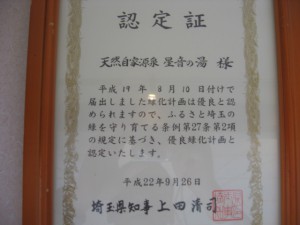 認定証
天然自家源泉 星音の湯 様
平成19年8月10日付けで
届出しました緑化計画は優良と認
められますので、ふるさと埼玉の
緑を守り育てる条例第27条第2項
の規定に基づき、優良緑化計画と
認定いたします。
平成22年9月26日
埼玉県知事 上田清司